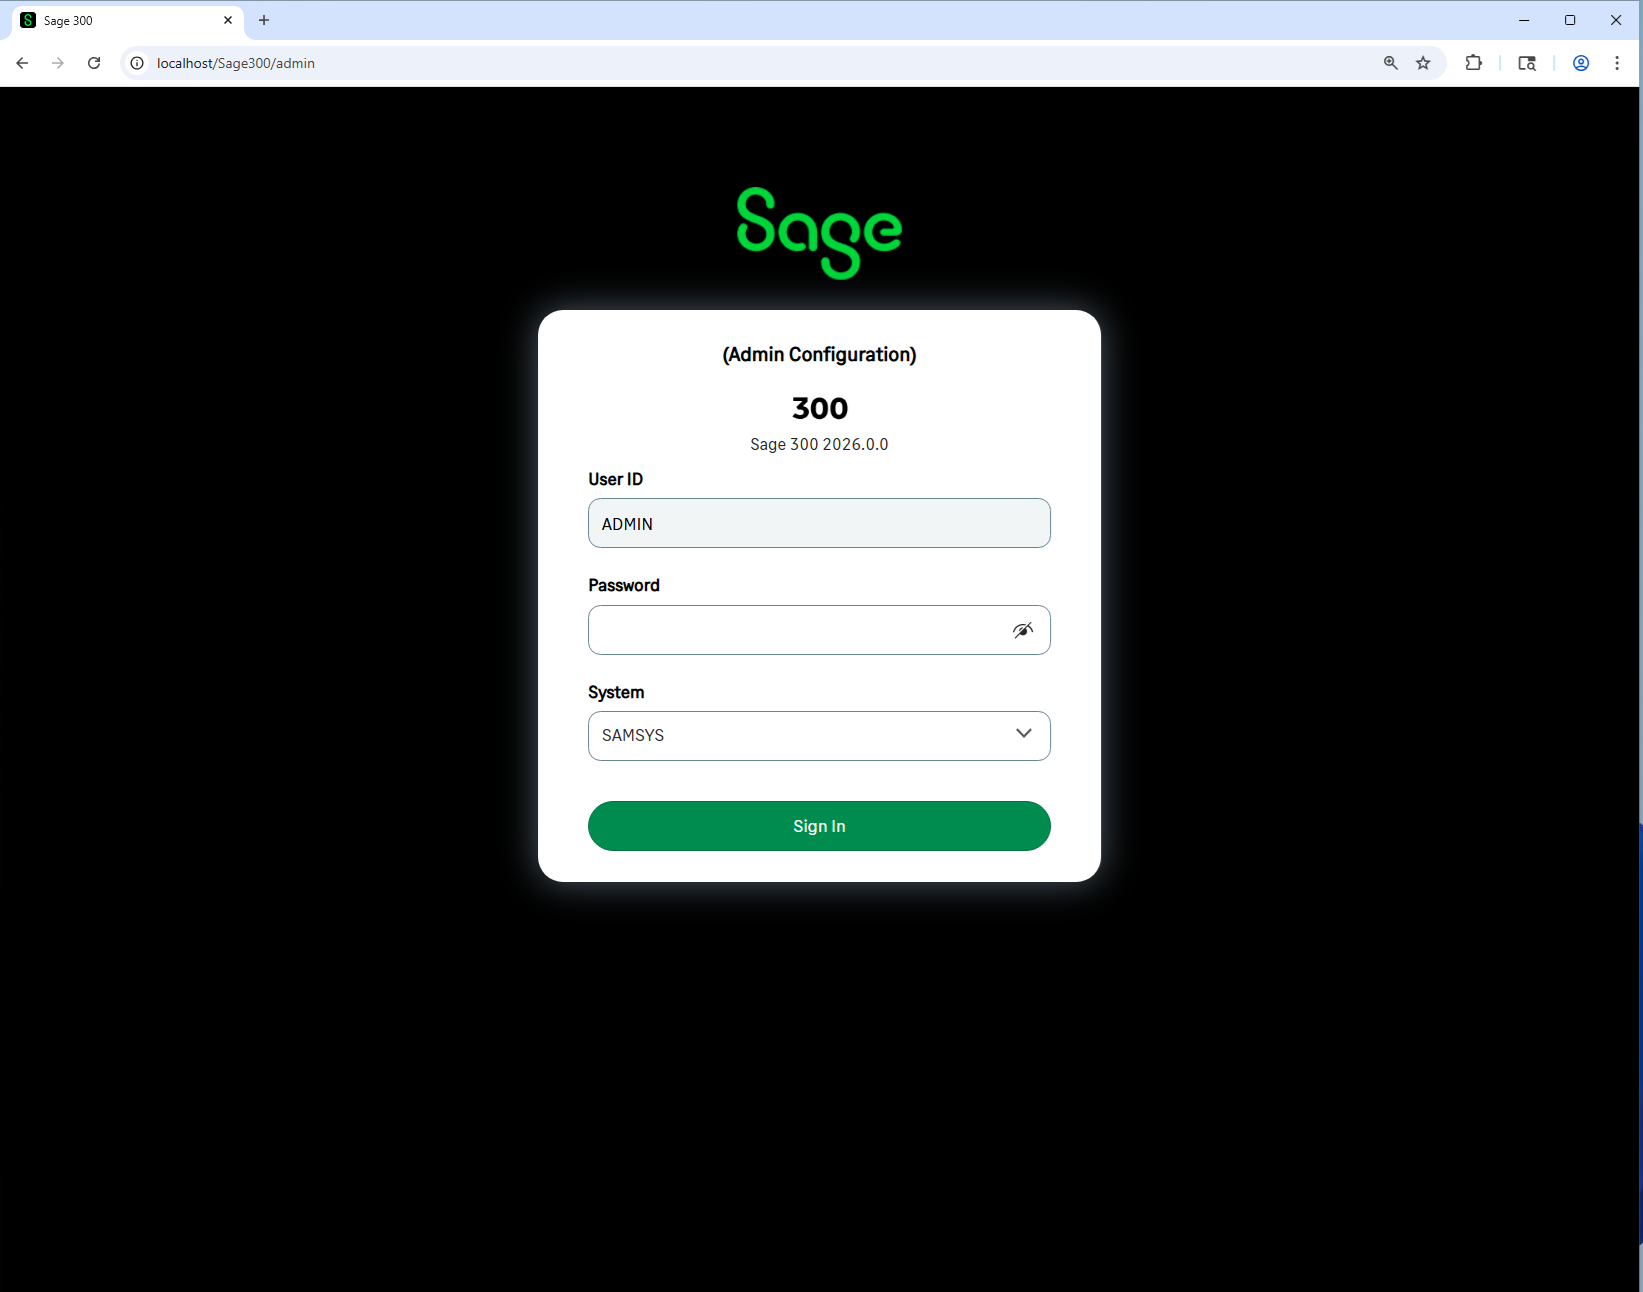 Sage 300
localhost/Sage300/admin
Sage
(Admin Configuration)
300
Sage 300 2026.0.0
User ID
ADMIN
Password
System
SAMSYS
Sign In